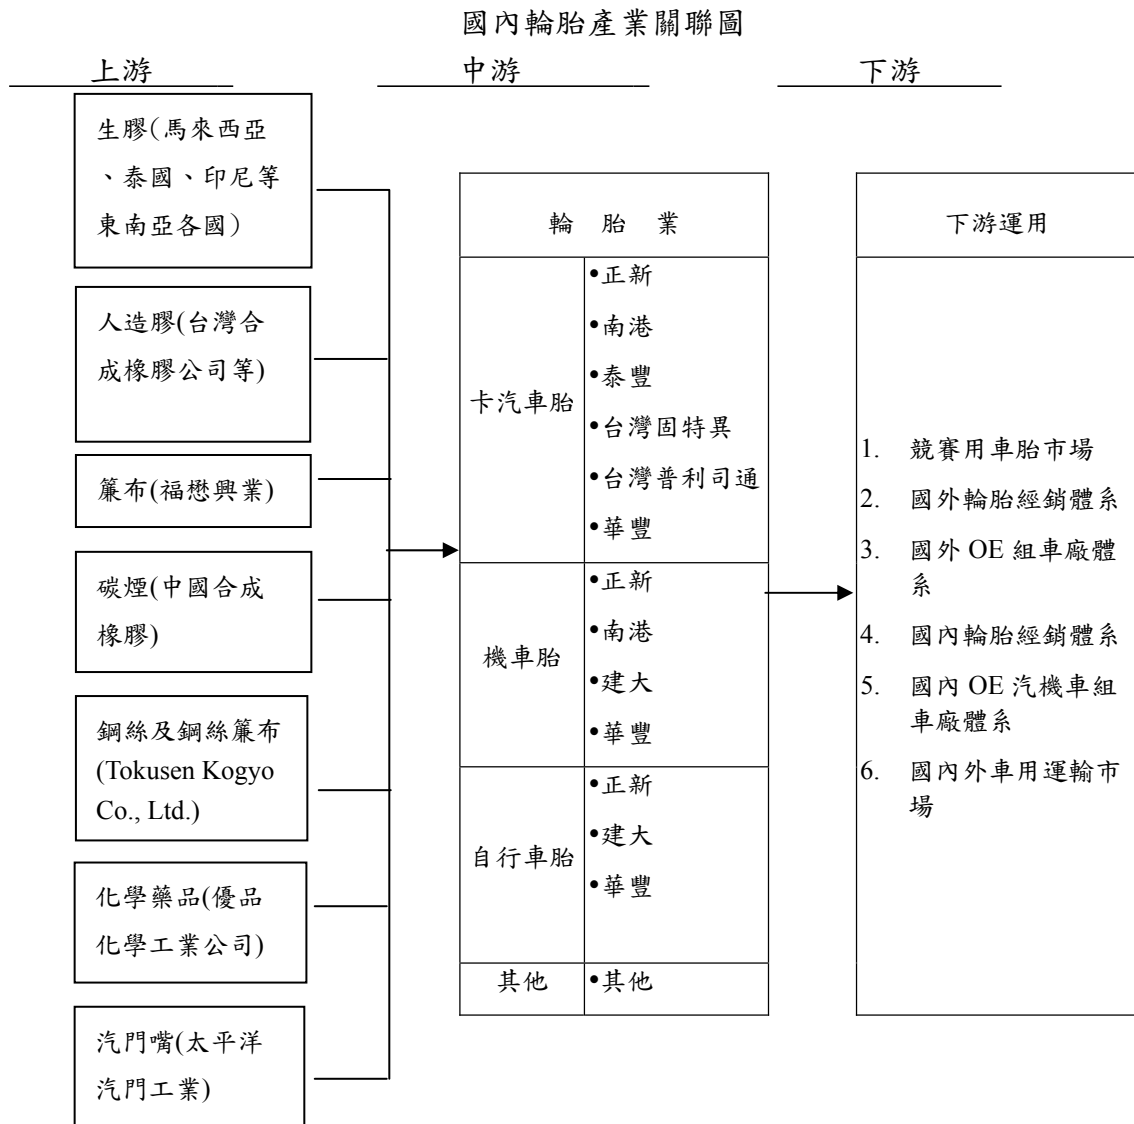 國內輪胎產業關聯圖
上游
中游
下游
生膠(馬來西亞
、泰國、印尼等
東南亞各國)
人造膠(台灣合
成橡膠公司等)
簾布(福懋興業)
碳煙(中國合成
橡膠)
鋼絲及鋼絲簾布
(Tokusen Kogyo
Co., Ltd.)
化學藥品(優品
化學工業公司)
汽門嘴(太平洋
汽門工業)
輪 胎 業
卡汽車胎
•正新
•南港
•泰豐
•台灣固特異
•台灣普利司通
•華豐
機車胎
•正新
•南港
•建大
•華豐
自行車胎
•正新
•建大
•華豐
其他
•其他
下游運用
1. 競賽用車胎市場
2. 國外輪胎經銷體系
3. 國外 OE 組車廠體
系
4. 國內輪胎經銷體系
5. 國內 OE 汽機車組
車廠體系
6. 國內外車用運輸市
場